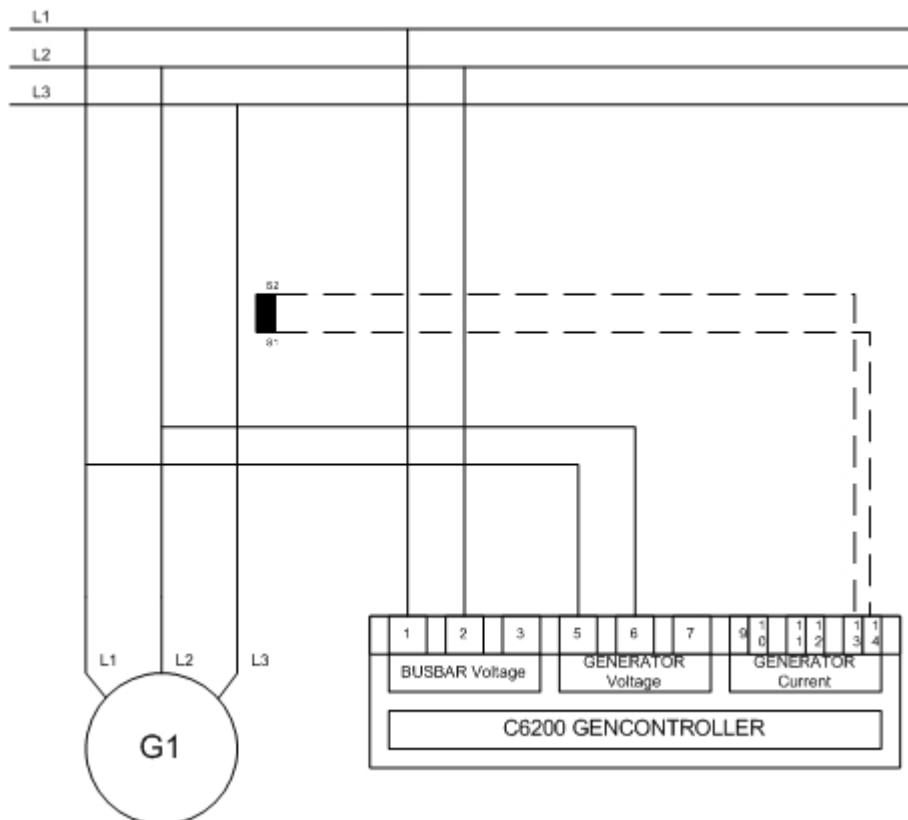 L1
L2
L3
S2
S1
1 2 3 5 6 7 9 10 11 12 13 14
BUSBAR Voltage
GENERATOR
Voltage
GENERATOR
Current
L1 L2 L3
G1
C6200 GENCONTROLLER